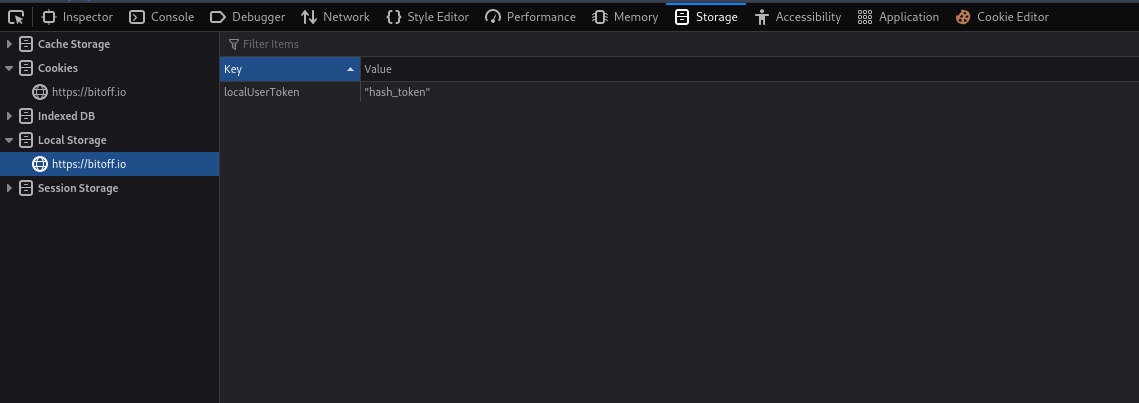 Inspector Console Debugger Network Style Editor Performance Memory Storage Accessibility Application Cookie Editor
Cache Storage
Cookies
https://bitoff.io
Indexed DB
Local Storage
https://bitoff.io
Session Storage
Filter Items
Key Value
localUserToken "hash_token"